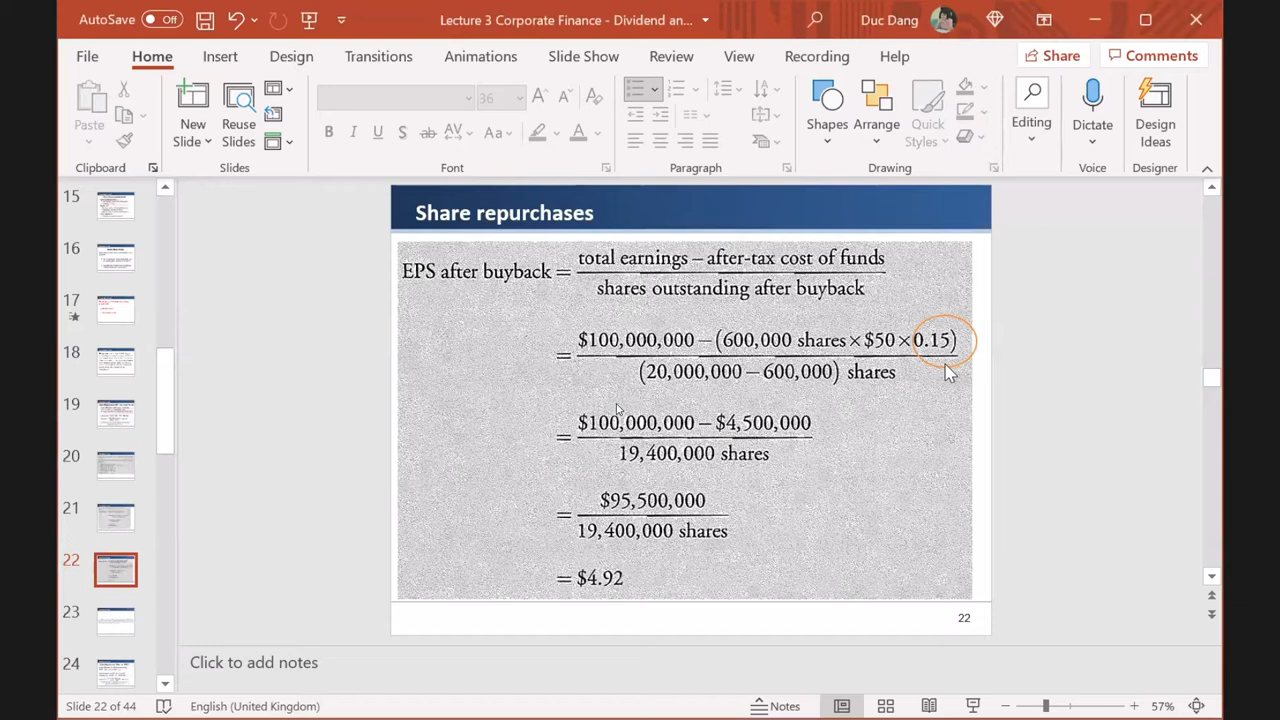 AutoSave Off Lecture 3 Corporate Finance - Dividend an... Duc Dang
File Home Insert Design Transitions Animations Slide Show Review View Recording Help Share Comments
Paste New Slide Reuse Slides 36 B I U S ab AV Aa A Shapes Arrange Quick Styles Editing Dictate Design Ideas
Clipboard Slides Font Paragraph Drawing Voice Designer
15
16
17
18
19
20
21
22
23
24
Share repurchases
EPS after buyback = total earnings – after-tax cost of funds
shares outstanding after buyback
= $100,000,000 – (600,000 shares × $50 × 0.15)
(20,000,000 – 600,000) shares
= $100,000,000 – $4,500,000
19,400,000 shares
= $95,500,000
19,400,000 shares
= $4.92
22
Click to add notes
Slide 22 of 44 English (United Kingdom) Notes 57%